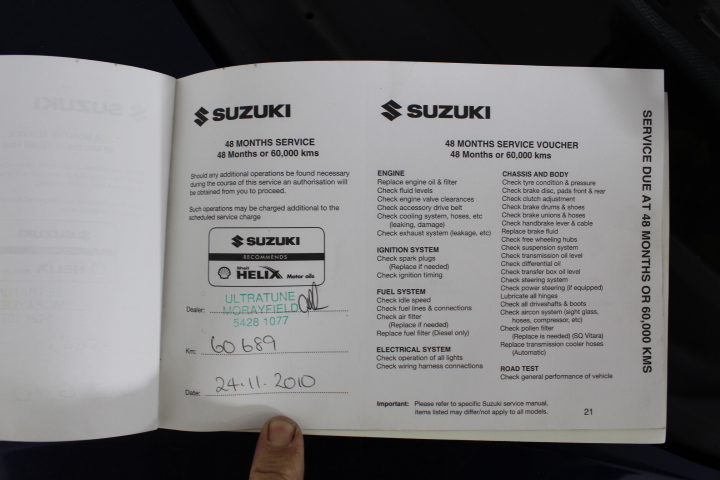 SUZUKI
48 MONTHS SERVICE
48 Months or 60,000 kms
Should any additional operations be found necessary
during the course of this service an authorisation will
be obtained from you to proceed.
Such operations may be charged additional to the
scheduled service charge
SUZUKI
RECOMMENDS
Shell
HELIX Motor oils
ULTRATUNE
Dealer: MORAYFIELD
5428 1077
Km: 60689
Date: 24.11.2010
SUZUKI
48 MONTHS SERVICE VOUCHER
48 Months or 60,000 kms
ENGINE
Replace engine oil & filter
Check fluid levels
Check engine valve clearances
Check accessory drive belt
Check cooling system, hoses, etc
(leaking, damage)
Check exhaust system (leakage, etc)
IGNITION SYSTEM
Check spark plugs
(Replace if needed)
Check ignition timing
FUEL SYSTEM
Check idle speed
Check fuel lines & connections
Check air filter
(Replace if needed)
Replace fuel filter (Diesel only)
ELECTRICAL SYSTEM
Check operation of all lights
Check wiring harness connections
CHASSIS AND BODY
Check tyre condition & pressure
Check brake disc, pads front & rear
Check clutch adjustment
Check brake drums & shoes
Check brake unions & hoses
Check handbrake lever & cable
Replace brake fluid
Check free wheeling hubs
Check suspension system
Check transmission oil level
Check differential oil
Check transfer box oil level
Check steering system
Check power steering (if equipped)
Lubricate all hinges
Check all driveshafts & boots
Check aircon system (sight glass,
hoses, compressor, etc)
Check pollen filter
(Replace is needed) (SQ Vitara)
Replace transmission cooler hoses
(Automatic)
ROAD TEST
Check general performance of vehicle
Important: Please refer to specific Suzuki service manual,
items listed may differ/not apply to all models.
21
SERVICE DUE AT 48 MONTHS OR 60,000 KMS